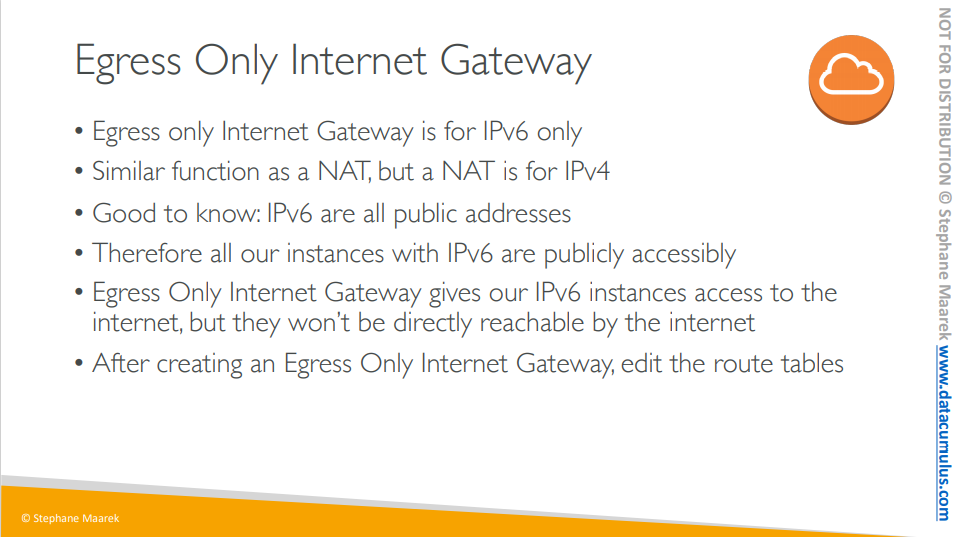 Egress Only Internet Gateway
• Egress only Internet Gateway is for IPv6 only
• Similar function as a NAT, but a NAT is for IPv4
• Good to know: IPv6 are all public addresses
• Therefore all our instances with IPv6 are publicly accessibly
• Egress Only Internet Gateway gives our IPv6 instances access to the
internet, but they won’t be directly reachable by the internet
• After creating an Egress Only Internet Gateway, edit the route tables
© Stephane Maarek
NOT FOR DISTRIBUTION © Stephane Maarek www.datacumulus.com